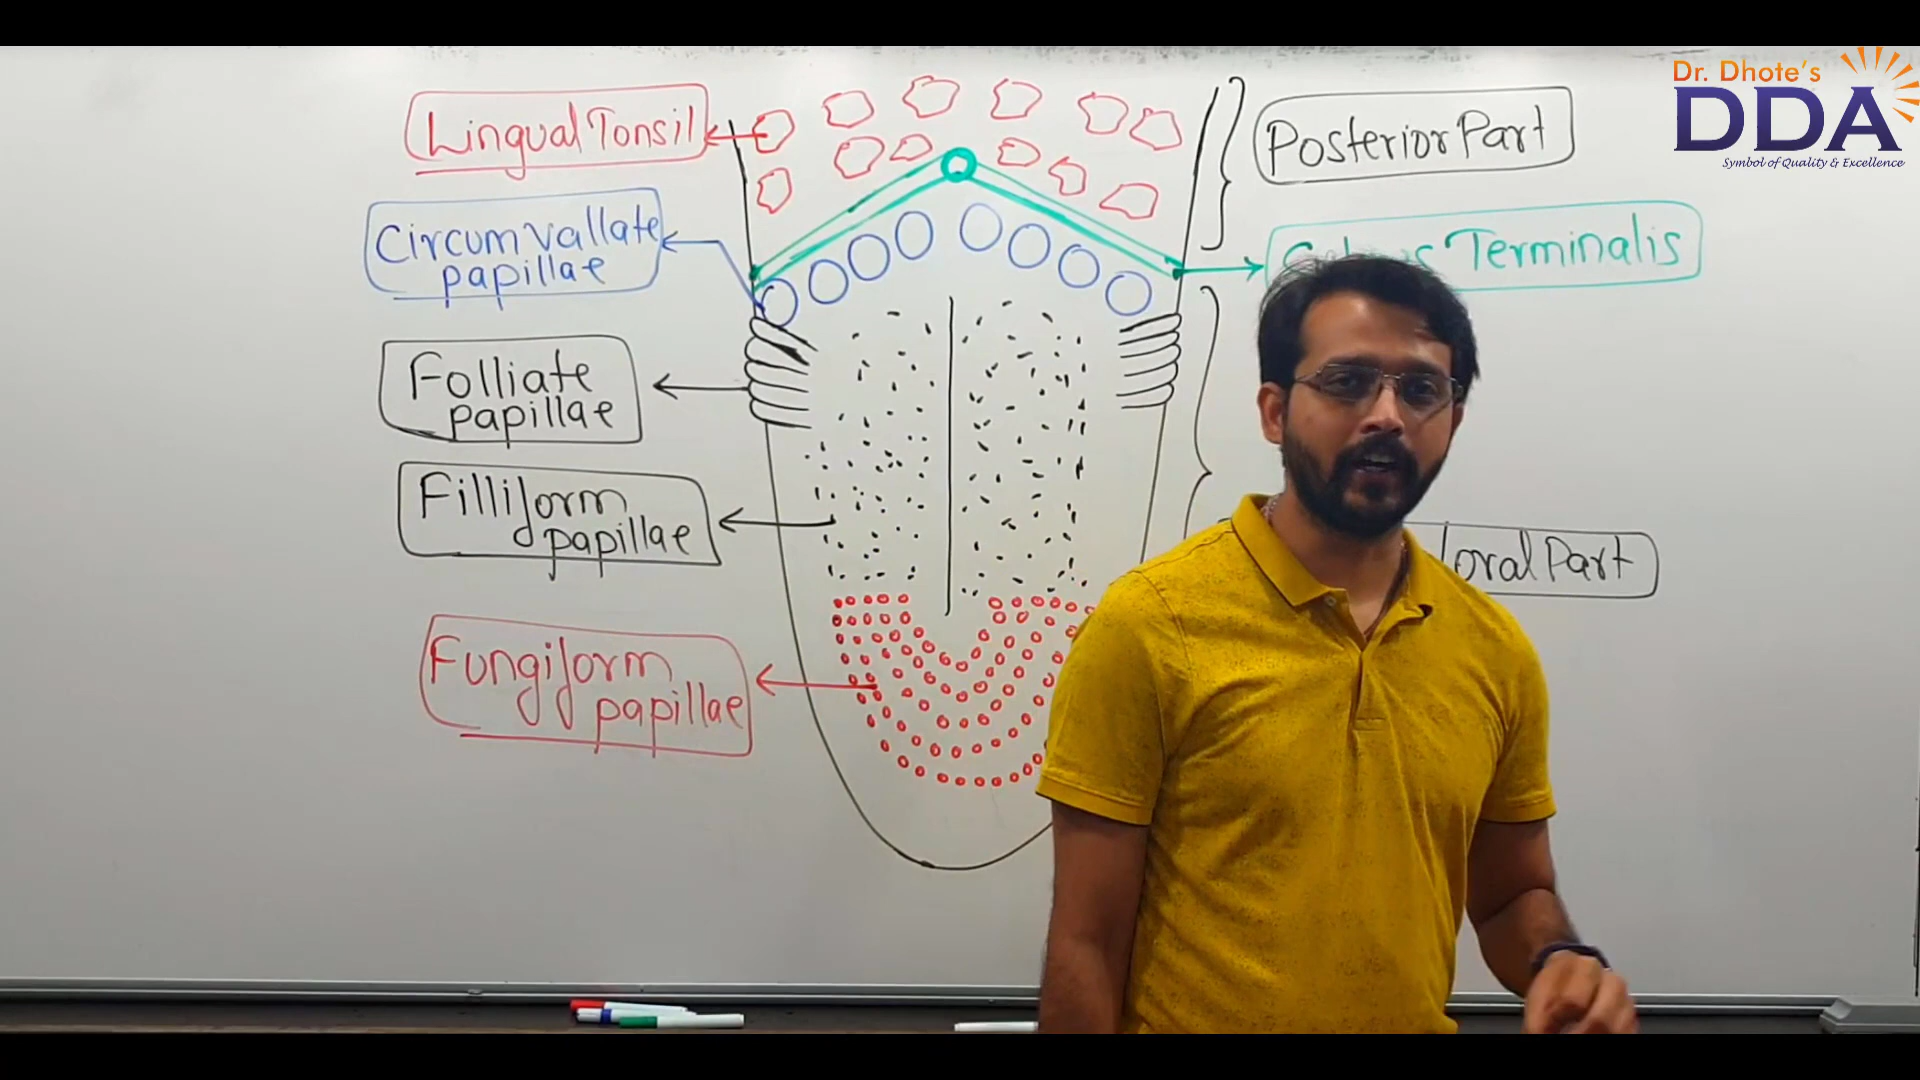 Dr. Dhote's
DDA
Symbol of Quality & Excellence
Lingual Tonsil
Posterior Part
Circumvallate
papillae
Terminalis
Folliate
papillae
Filliform
papillae
oral Part
Fungiform
papillae